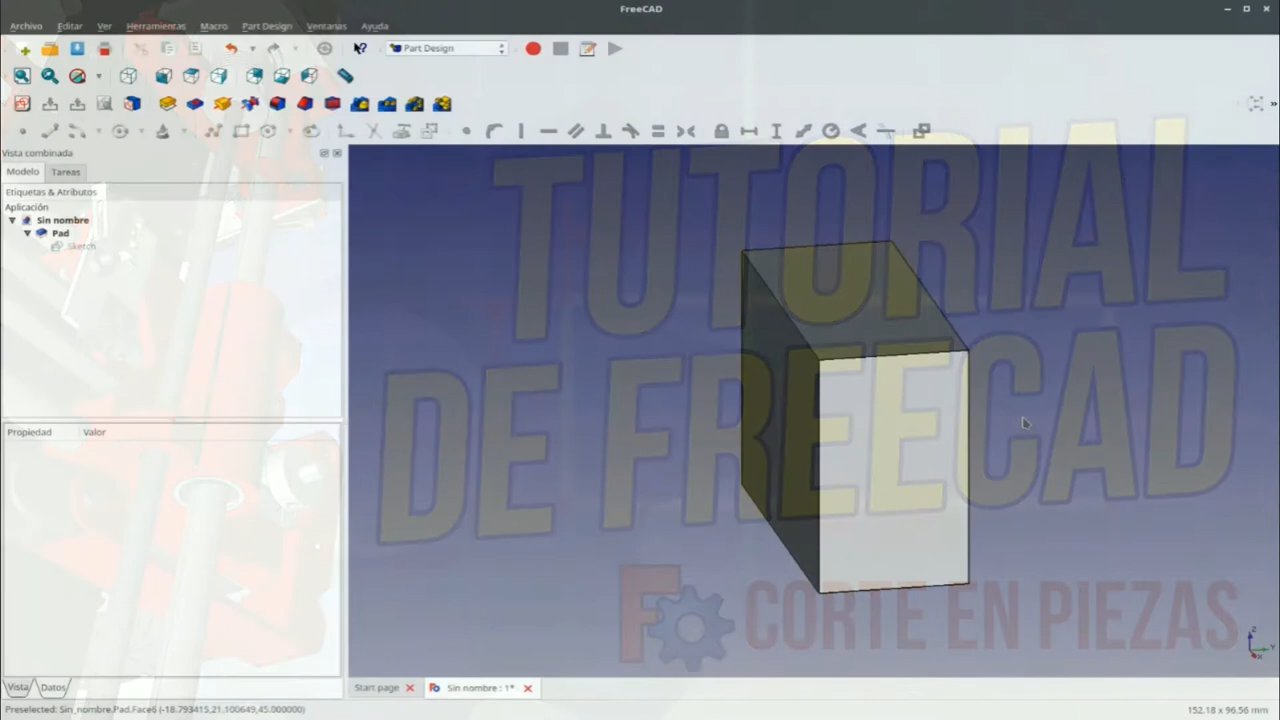 FreeCAD
Archivo Editar Ver Herramientas Macro Part Design Ventanas Ayuda
Part Design
Vista combinada
Modelo Tareas
Etiquetas & Atributos
Aplicación
Sin nombre
Pad
Sketch
TUTORIAL
DE FREECAD
CORTE EN PIEZAS
Propiedad Valor
Vista Datos
Start page Sin nombre : 1*
Preselected: Sin_nombre.Pad.Face6 (-18.793415,21.100649,45.000000)
152.18 x 96.56 mm
Z
Y
X